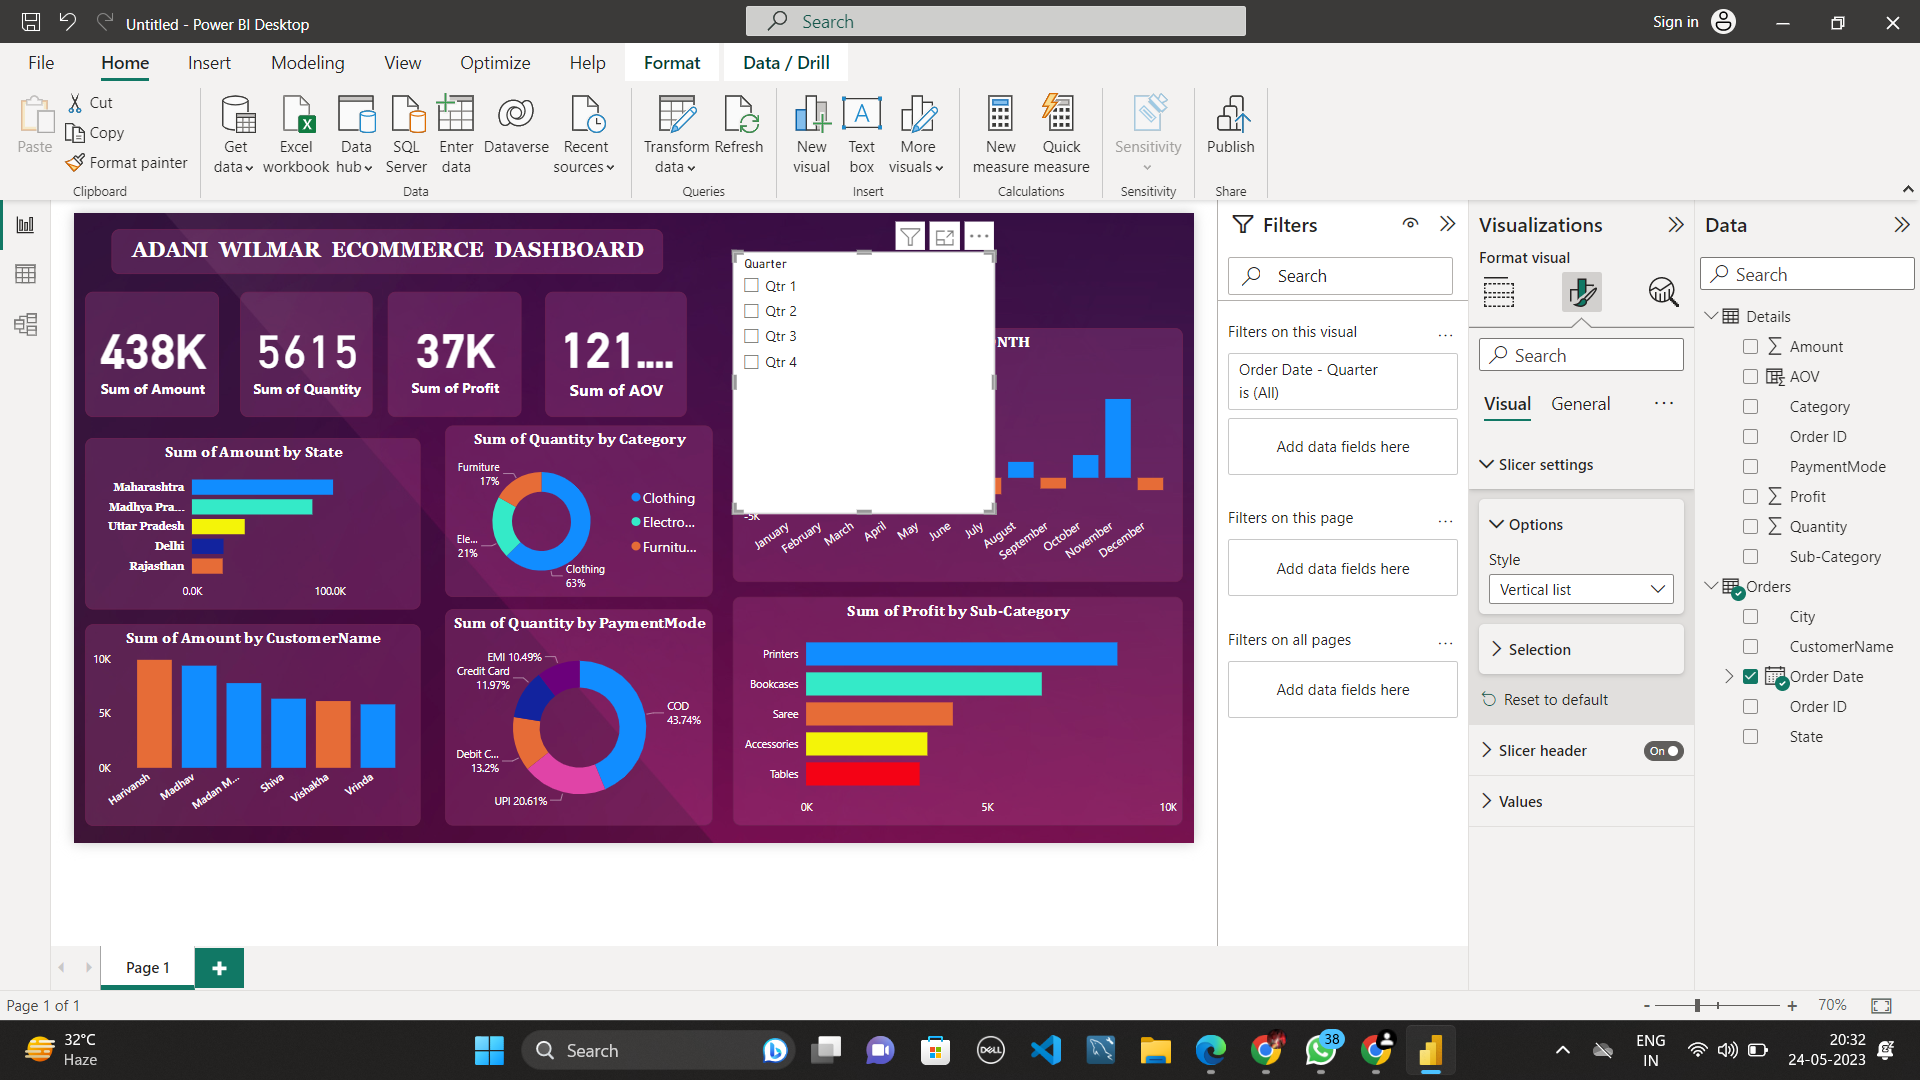 Untitled - Power BI Desktop
Search
Sign in
File
Home
Insert
Modeling
View
Optimize
Help
Format
Data / Drill
Paste
Cut
Copy
Format painter
Clipboard
Get data
Excel workbook
Data hub
SQL Server
Enter data
Dataverse
Recent sources
Data
Transform data
Refresh
Queries
New visual
Text box
More visuals
Insert
New measure
Quick measure
Calculations
Sensitivity
Sensitivity
Publish
Share
ADANI WILMAR ECOMMERCE DASHBOARD
438K
Sum of Amount
5615
Sum of Quantity
37K
Sum of Profit
121....
Sum of AOV
Quarter
Qtr 1
Qtr 2
Qtr 3
Qtr 4
NTH
-5K
January
February
March
April
May
June
July
August
September
October
November
December
Sum of Amount by State
Maharashtra
Madhya Pra...
Uttar Pradesh
Delhi
Rajasthan
0.0K
100.0K
Sum of Quantity by Category
Furniture
17%
Ele...
21%
Clothing
63%
Clothing
Electro...
Furnitu...
Sum of Amount by CustomerName
10K
5K
0K
Harivansh
Madhav
Madan M...
Shiva
Vishakha
Vrinda
Sum of Quantity by PaymentMode
EMI 10.49%
Credit Card
11.97%
Debit C...
13.2%
UPI 20.61%
COD
43.74%
Sum of Profit by Sub-Category
Printers
Bookcases
Saree
Accessories
Tables
0K
5K
10K
Filters
Search
Filters on this visual
...
Order Date - Quarter
is (All)
Add data fields here
Filters on this page
...
Add data fields here
Filters on all pages
...
Add data fields here
Visualizations
Format visual
Search
Visual
General
...
Slicer settings
Options
Style
Vertical list
Selection
Reset to default
Slicer header
On
Values
Data
Search
Details
Amount
AOV
Category
Order ID
PaymentMode
Profit
Quantity
Sub-Category
Orders
City
CustomerName
Order Date
Order ID
State
Page 1
Page 1 of 1
- + 70%
32°C
Haze
Search
DELL
38
ENG
IN
20:32
24-05-2023